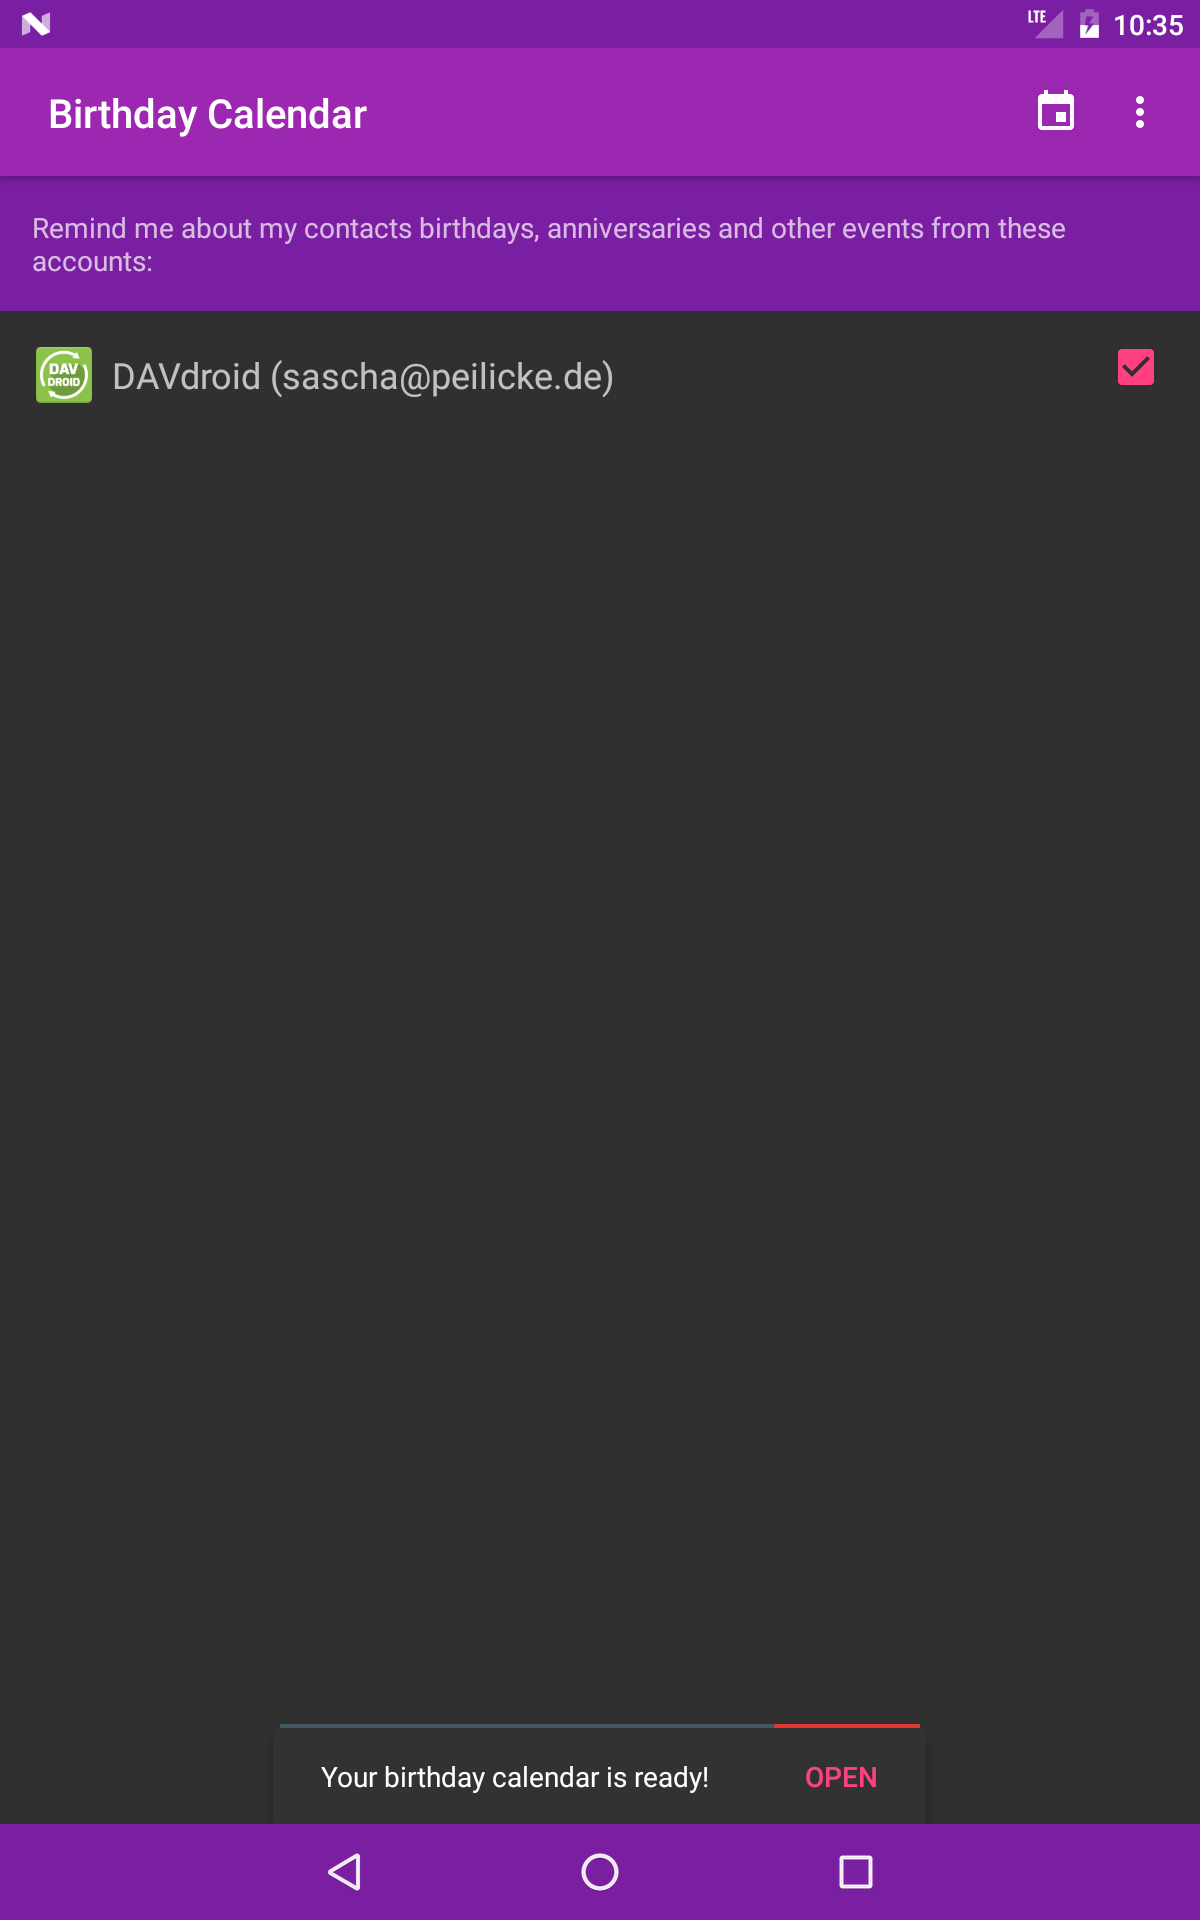 LTE 10:35
Birthday Calendar
Remind me about my contacts birthdays, anniversaries and other events from these
accounts:
DAV
DROID
DAVdroid (sascha@peilicke.de)
Your birthday calendar is ready! OPEN